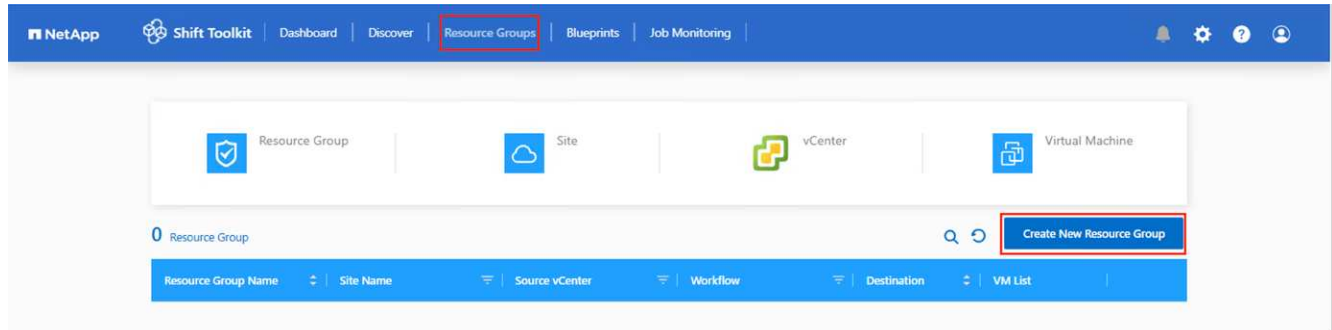 NetApp Shift Toolkit Dashboard Discover Resource Groups Blueprints Job Monitoring ?
Resource Group Site vCenter Virtual Machine
0 Resource Group Create New Resource Group
Resource Group Name Site Name Source vCenter Workflow Destination VM List